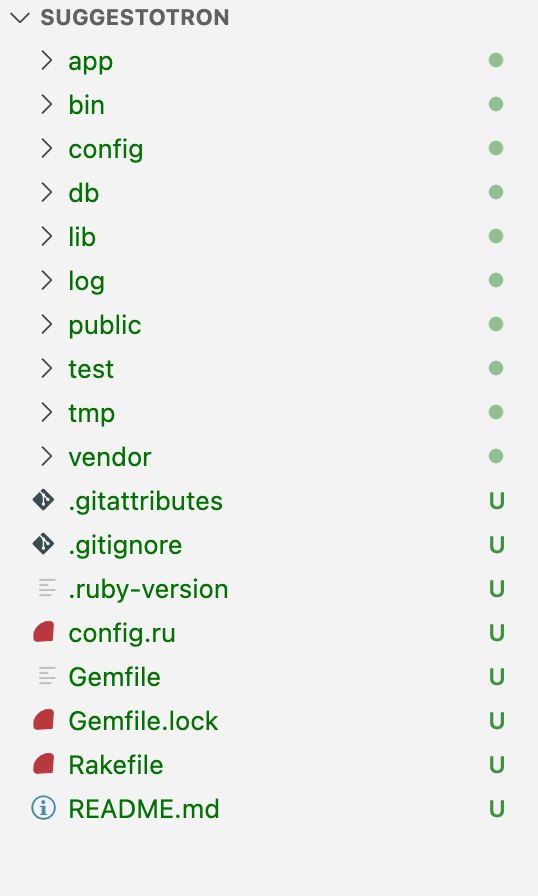 SUGGESTOTRON
app
bin
config
db
lib
log
public
test
tmp
vendor
.gitattributes U
.gitignore U
.ruby-version U
config.ru U
Gemfile U
Gemfile.lock U
Rakefile U
README.md U